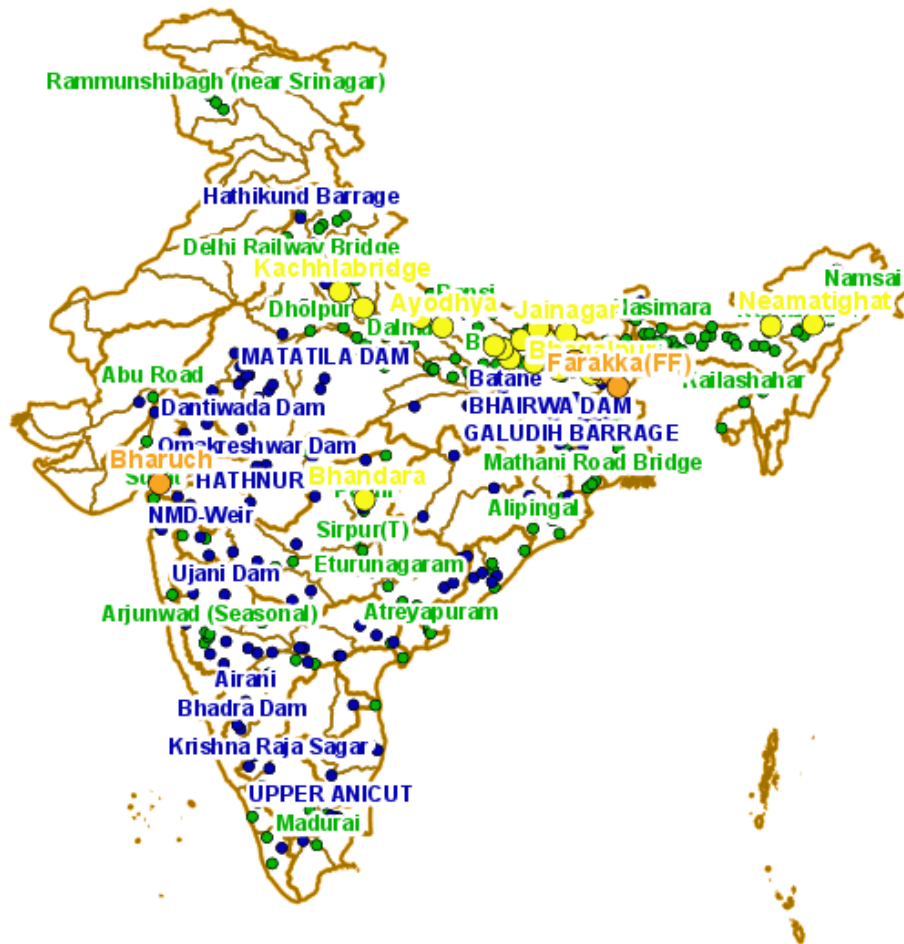 Rammunshibagh (near Srinagar)
Hathikund Barrage
Delhi Railway Bridge
Kachhlabridge
Namsai
Hasimara
Neamatighat
Ayodhya
Jainagar
Dholpur
MATATILA DAM
Farakka(FF)
Abu Road
Batane
Kailashahar
Dantiwada Dam
BHAIRWA DAM
Omakreshwar Dam
GALUDIH BARRAGE
Bharuch
Mathani Road Bridge
HATHNUR
Bhandara
NMD-Weir
Alipingal
Sirpur(T)
Ujani Dam
Eturunagaram
Arjunwad (Seasonal)
Atreyapuram
Airani
Bhadra Dam
Krishna Raja Sagar
UPPER ANICUT
Madurai